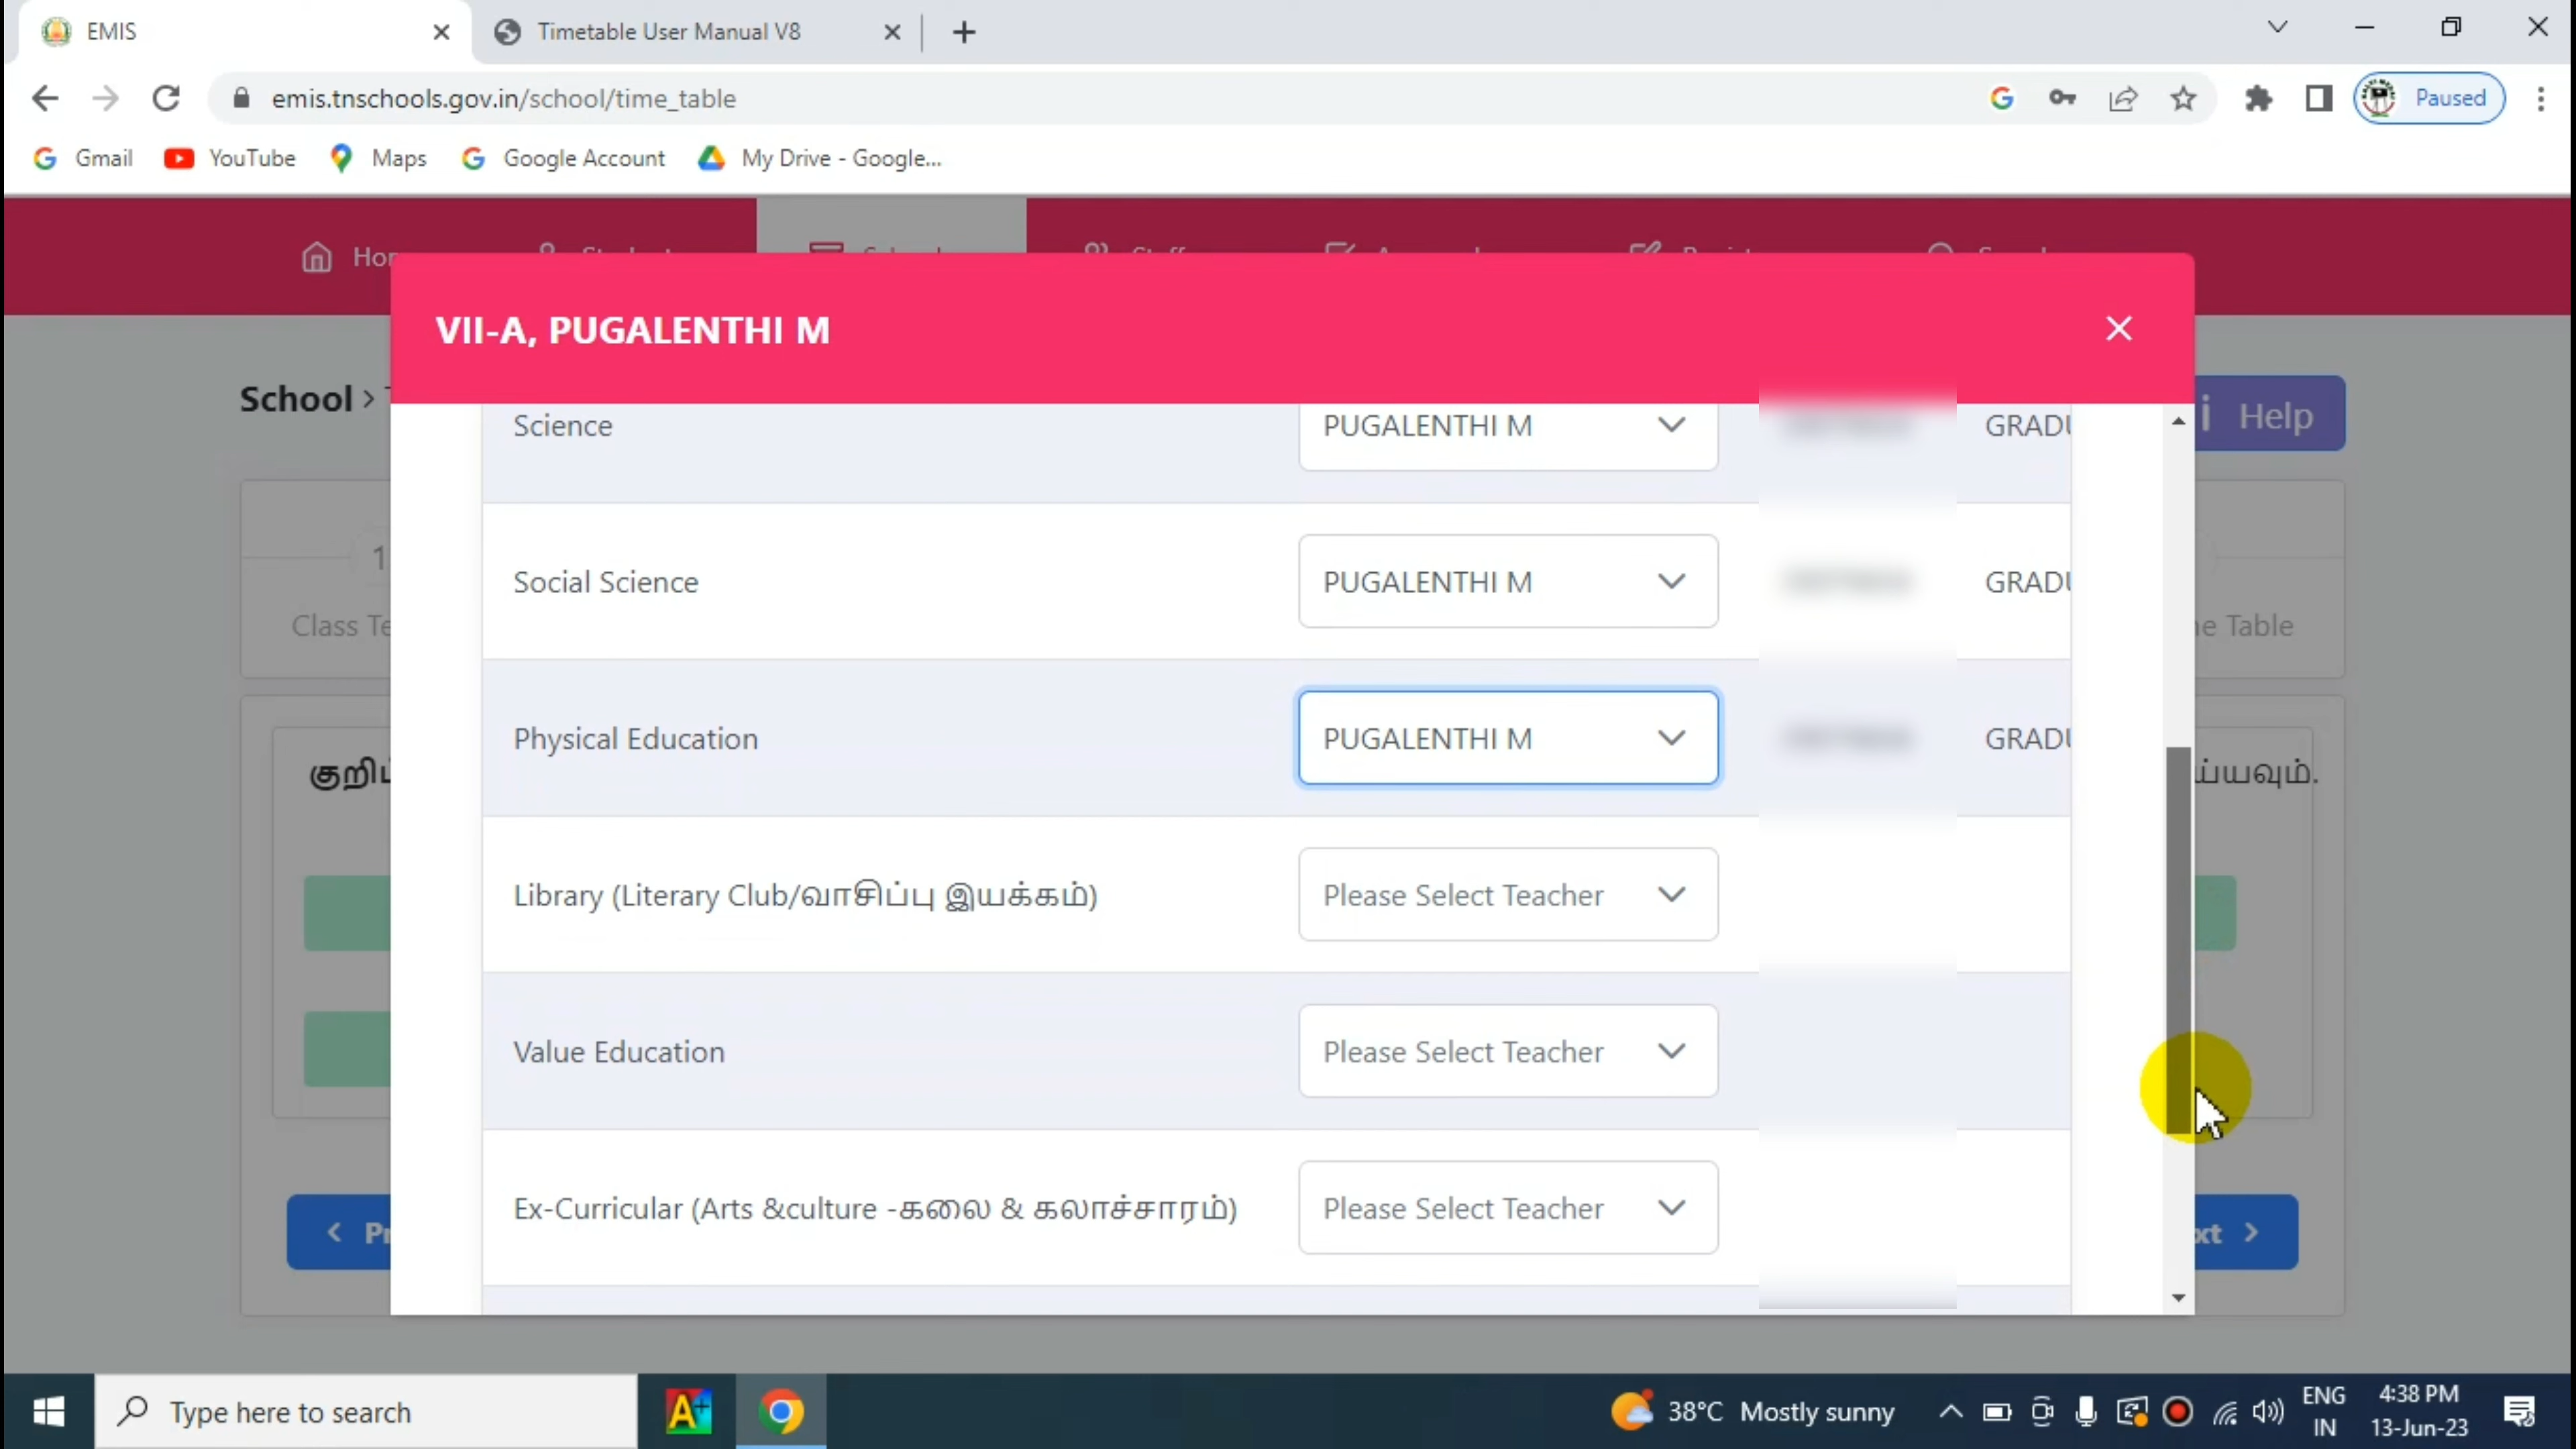 EMIS
Timetable User Manual V8
emis.tnschools.gov.in/school/time_table
Paused
Gmail
YouTube
Maps
Google Account
My Drive - Google...
VII-A, PUGALENTHI M
School >
Help
Science
PUGALENTHI M
GRADU
Social Science
PUGALENTHI M
GRADU
1
Class Te
e Table
Physical Education
PUGALENTHI M
GRADU
Library (Literary Club/வாசிப்பு இயக்கம்)
Please Select Teacher
Value Education
Please Select Teacher
Ex-Curricular (Arts &culture -கலை & கலாச்சாரம்)
Please Select Teacher
Type here to search
38°C Mostly sunny
ENG
IN
4:38 PM
13-Jun-23